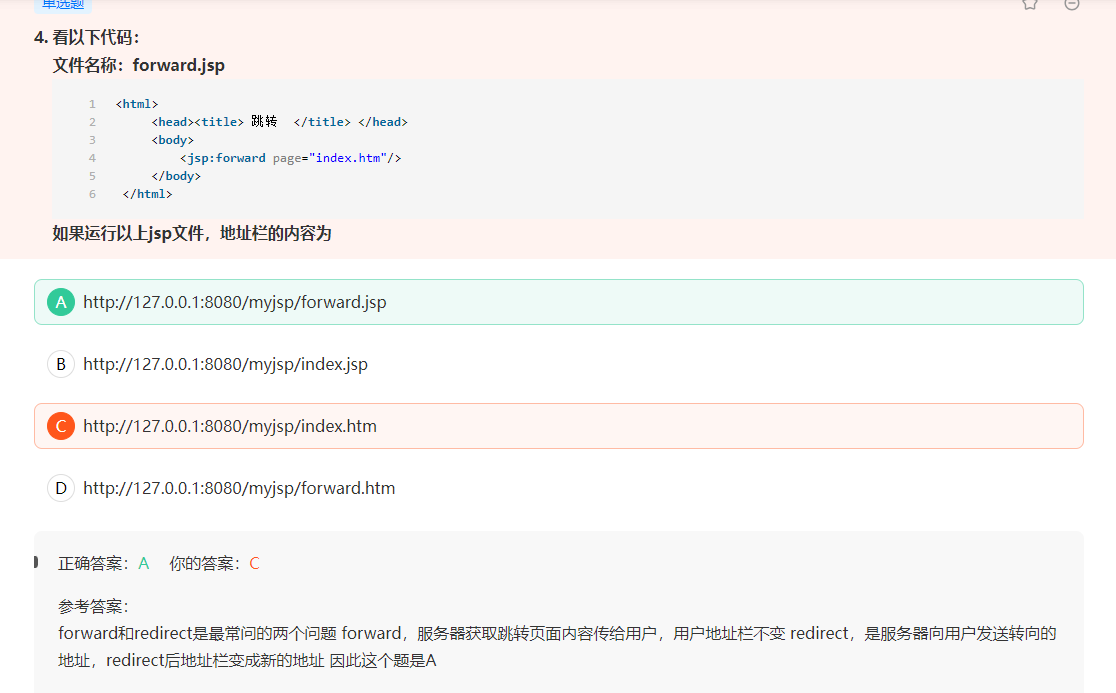 单选题
4. 看以下代码：
文件名称：forward.jsp
1 <html>
2 <head><title> 跳转 </title> </head>
3 <body>
4 <jsp:forward page="index.htm"/>
5 </body>
6 </html>
如果运行以上jsp文件，地址栏的内容为
A http://127.0.0.1:8080/myjsp/forward.jsp
B http://127.0.0.1:8080/myjsp/index.jsp
C http://127.0.0.1:8080/myjsp/index.htm
D http://127.0.0.1:8080/myjsp/forward.htm
正确答案：A 你的答案：C
参考答案：
forward和redirect是最常问的两个问题 forward，服务器获取跳转页面内容传给用户，用户地址栏不变 redirect，是服务器向用户发送转向的
地址，redirect后地址栏变成新的地址 因此这个题是A